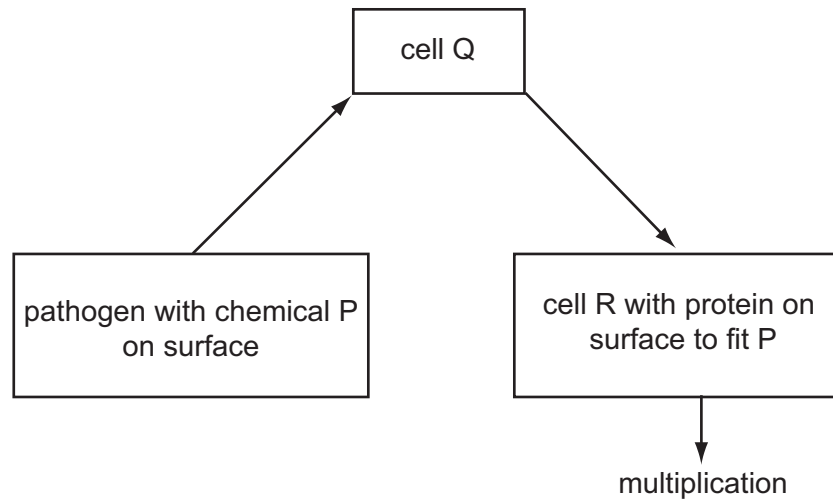 cell Q
pathogen with chemical P
on surface
cell R with protein on
surface to fit P
multiplication